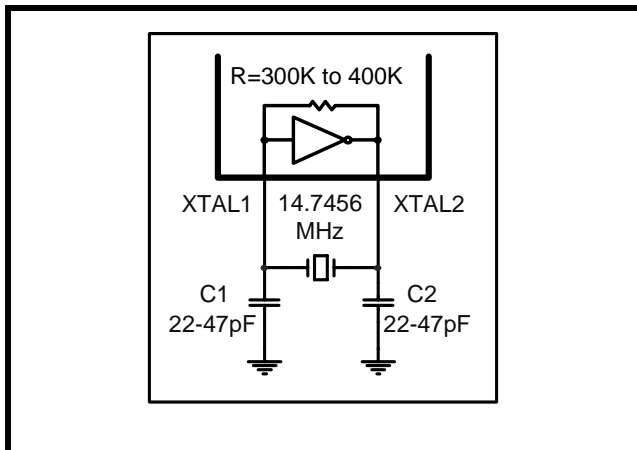 R=300K to 400K
XTAL1 14.7456 XTAL2
MHz
C1 C2
22-47pF 22-47pF